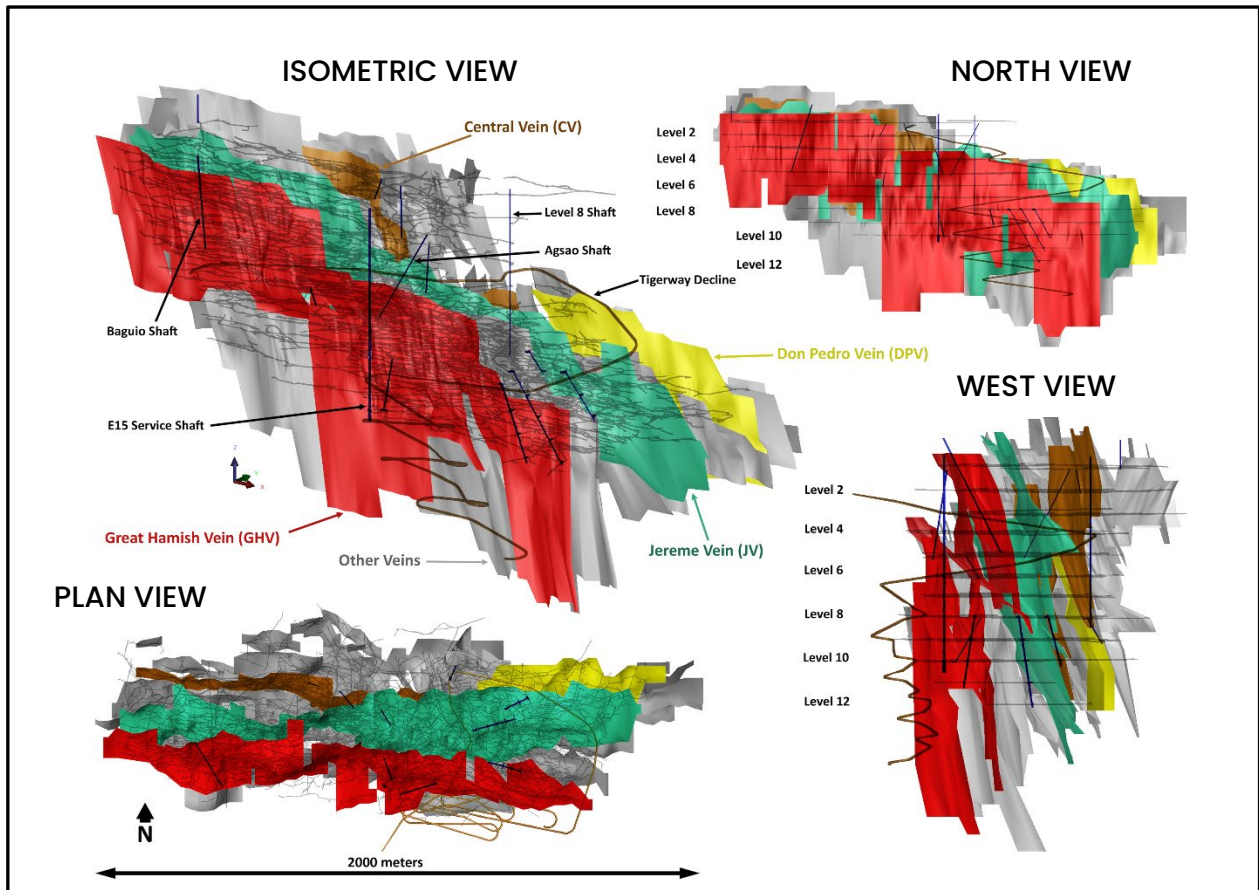 ISOMETRIC VIEW
Central Vein (CV)
Level 8 Shaft
Agsao Shaft
Tigerway Decline
Baguio Shaft
Don Pedro Vein (DPV)
E15 Service Shaft
Z
Y
X
Great Hamish Vein (GHV)
Other Veins
Jereme Vein (JV)
NORTH VIEW
Level 2
Level 4
Level 6
Level 8
Level 10
Level 12
WEST VIEW
Level 2
Level 4
Level 6
Level 8
Level 10
Level 12
PLAN VIEW
N
2000 meters